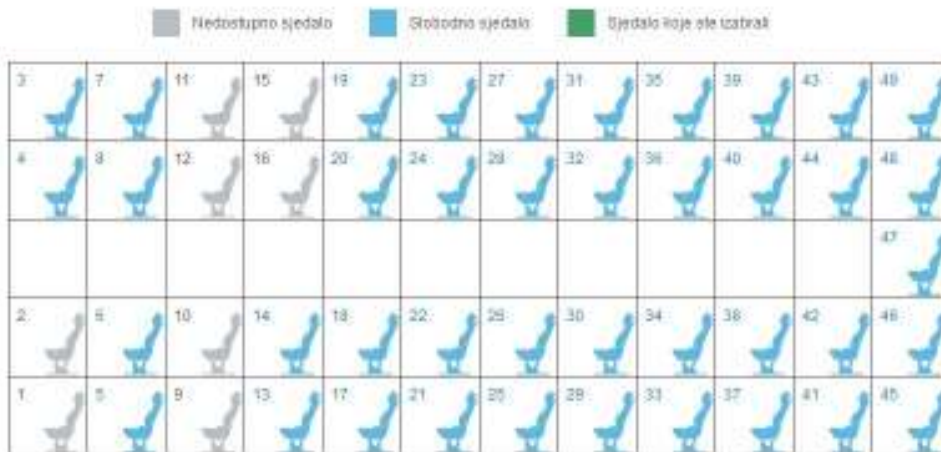 Nedostupno sjedalo Slobodno sjedalo Sjedalo koje ste izabrali
3 7 11 15 19 23 27 31 35 39 43 49
4 8 12 16 20 24 28 32 36 40 44 48
47
2 6 10 14 18 22 26 30 34 38 42 46
1 5 9 13 17 21 25 29 33 37 41 45